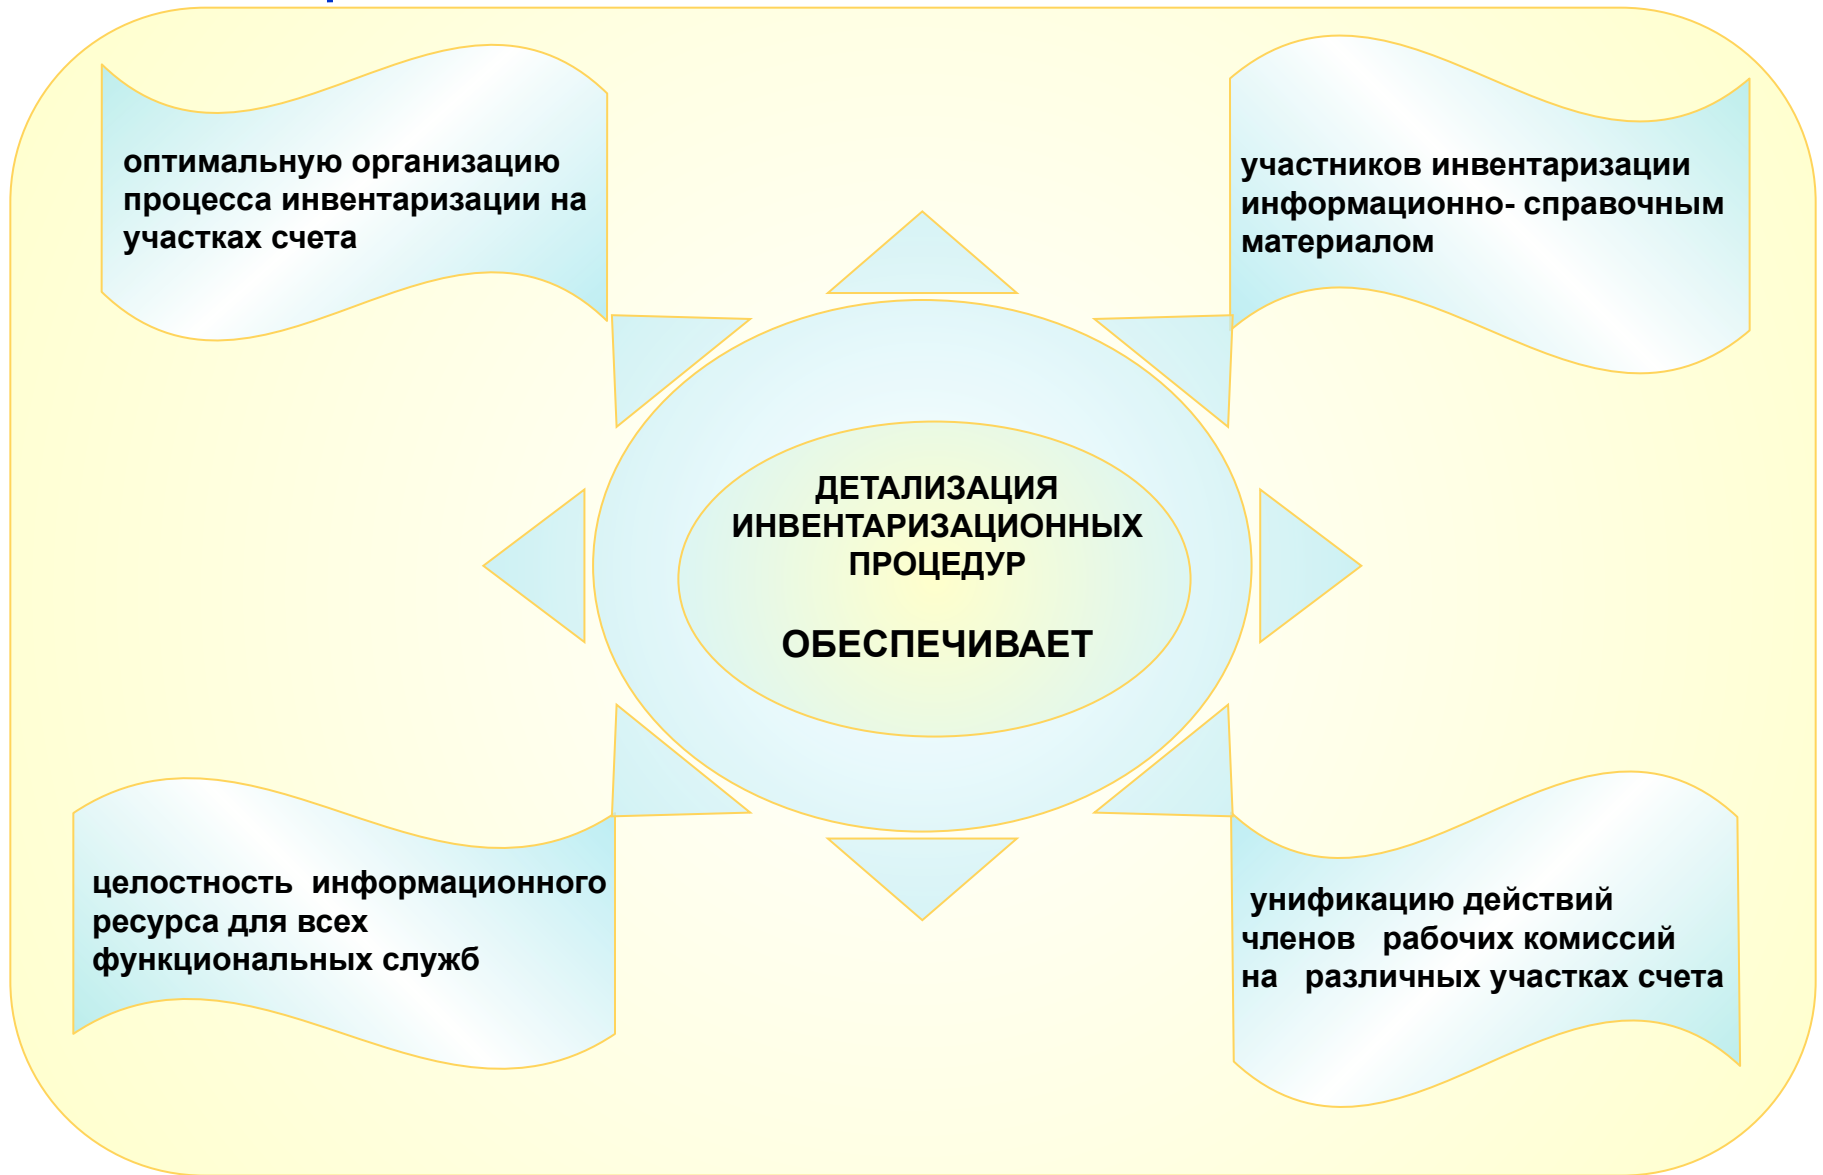 оптимальную организацию
процесса инвентаризации на
участках счета
участников инвентаризации
информационно- справочным
материалом
ДЕТАЛИЗАЦИЯ
ИНВЕНТАРИЗАЦИОННЫХ
ПРОЦЕДУР
ОБЕСПЕЧИВАЕТ
целостность информационного
ресурса для всех
функциональных служб
унификацию действий
членов рабочих комиссий
на различных участках счета